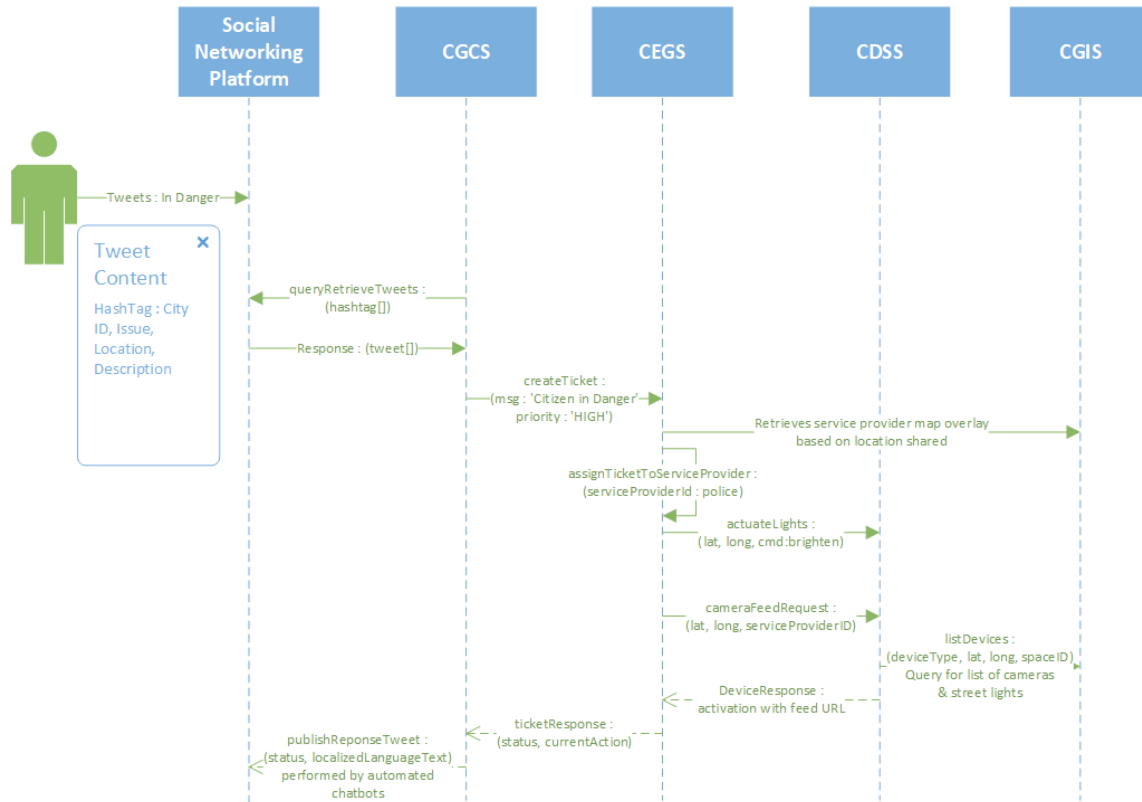 Social
Networking
Platform
CGCS
CEGS
CDSS
CGIS
Tweets : In Danger
Tweet
Content
HashTag : City
ID, Issue,
Location,
Description
queryRetrieveTweets :
(hashtag[])
Response : (tweet[])
createTicket :
(msg : 'Citizen in Danger'
priority : 'HIGH')
Retrieves service provider map overlay
based on location shared
assignTicketToServiceProvider :
(serviceProviderId : police)
actuateLights :
(lat, long, cmd:brighten)
cameraFeedRequest :
(lat, long, serviceProviderID)
listDevices :
(deviceType, lat, long, spaceID)
Query for list of cameras
& street lights
DeviceResponse :
activation with feed URL
ticketResponse :
(status, currentAction)
publishReponseTweet :
(status, localizedLanguageText)
performed by automated
chatbots